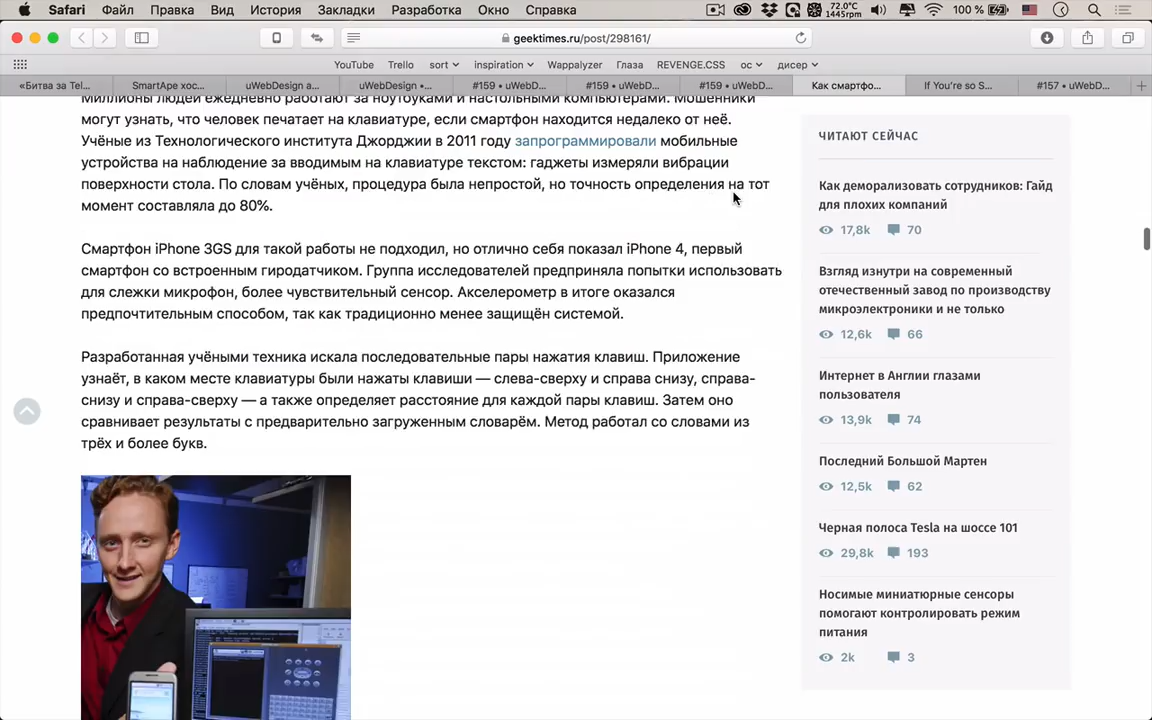 Safari Файл Правка Вид История Закладки Разработка Окно Справка 72.0°C 1445rpm 100 %
geektimes.ru/post/298161/
YouTube Trello sort inspiration Wappalyzer Глаза REVENGE.CSS ос дисер
«Битва за Tel... SmartApe хос... uWebDesign а... uWebDesign •... #159 • uWebD... #159 • uWebD... #159 • uWebD... Как смартфо... If You're so S... #157 • uWebD...
Миллионы людей ежедневно работают за ноутбуками и настольными компьютерами. Мошенники
могут узнать, что человек печатает на клавиатуре, если смартфон находится недалеко от неё.
Учёные из Технологического института Джорджии в 2011 году запрограммировали мобильные
устройства на наблюдение за вводимым на клавиатуре текстом: гаджеты измеряли вибрации
поверхности стола. По словам учёных, процедура была непростой, но точность определения на тот
момент составляла до 80%.
Смартфон iPhone 3GS для такой работы не подходил, но отлично себя показал iPhone 4, первый
смартфон со встроенным гиродатчиком. Группа исследователей предприняла попытки использовать
для слежки микрофон, более чувствительный сенсор. Акселерометр в итоге оказался
предпочтительным способом, так как традиционно менее защищён системой.
Разработанная учёными техника искала последовательные пары нажатия клавиш. Приложение
узнаёт, в каком месте клавиатуры были нажаты клавиши — слева-сверху и справа снизу, справа-
снизу и справа-сверху — а также определяет расстояние для каждой пары клавиш. Затем оно
сравнивает результаты с предварительно загруженным словарём. Метод работал со словами из
трёх и более букв.
ЧИТАЮТ СЕЙЧАС
Как деморализовать сотрудников: Гайд
для плохих компаний
17,8k 70
Взгляд изнутри на современный
отечественный завод по производству
микроэлектроники и не только
12,6k 66
Интернет в Англии глазами
пользователя
13,9k 74
Последний Большой Мартен
12,5k 62
Черная полоса Tesla на шоссе 101
29,8k 193
Носимые миниатюрные сенсоры
помогают контролировать режим
питания
2k 3